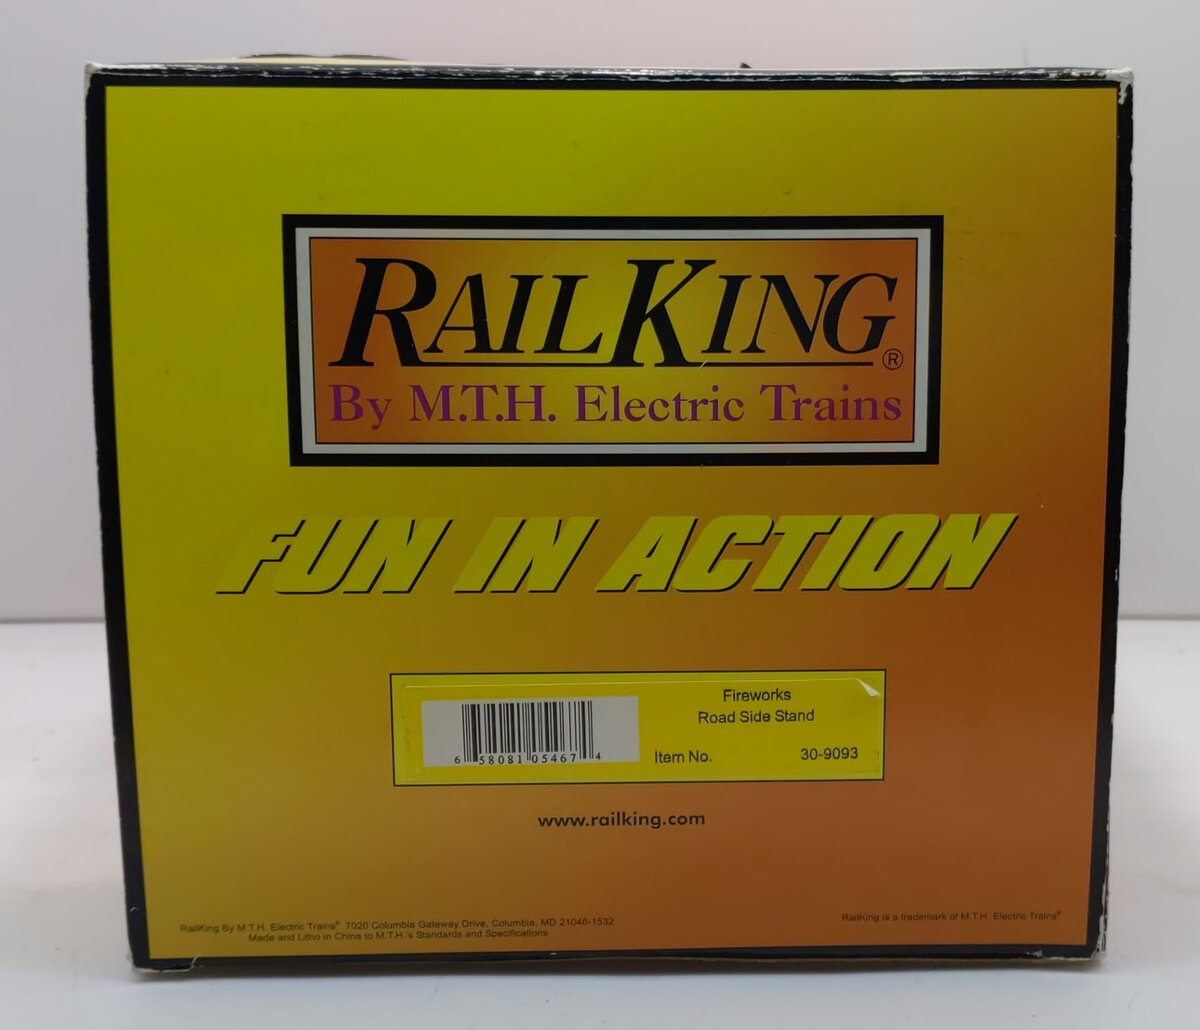 RAILKING®
By M.T.H. Electric Trains
FUN IN ACTION
Fireworks
Road Side Stand
Item No. 30-9093
6 58081 05467 4
www.railking.com
RailKing By M.T.H. Electric Trains® 7020 Columbia Gateway Drive, Columbia, MD 21046-1532
Made and Litho in China to M.T.H.'s Standards and Specifications
RailKing is a trademark of M.T.H. Electric Trains®